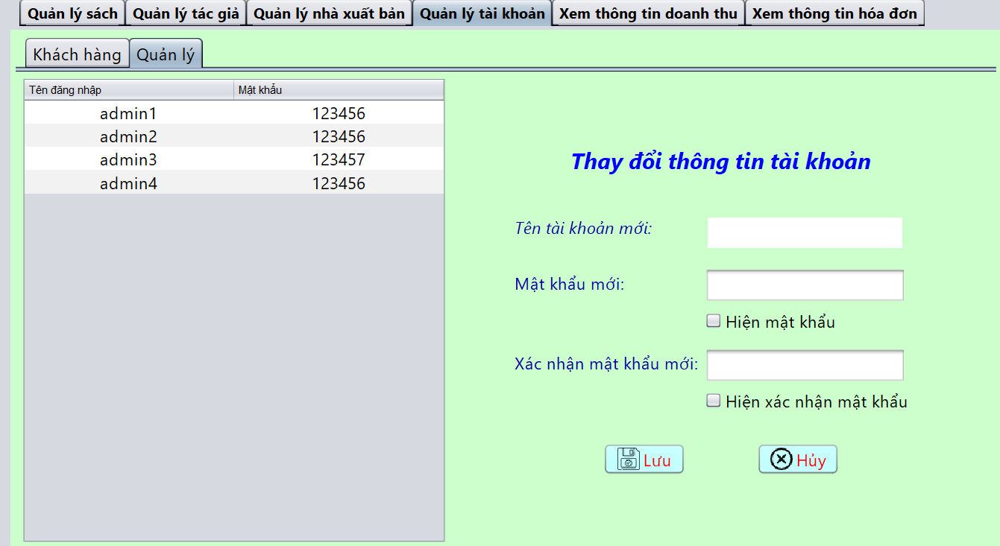 Quản lý sách Quản lý tác giả Quản lý nhà xuất bản Quản lý tài khoản Xem thông tin doanh thu Xem thông tin hóa đơn
Khách hàng Quản lý
Tên đăng nhập Mật khẩu
admin1 123456
admin2 123456
admin3 123457
admin4 123456
Thay đổi thông tin tài khoản
Tên tài khoản mới:
Mật khẩu mới:
Hiện mật khẩu
Xác nhận mật khẩu mới:
Hiện xác nhận mật khẩu
Lưu Hủy